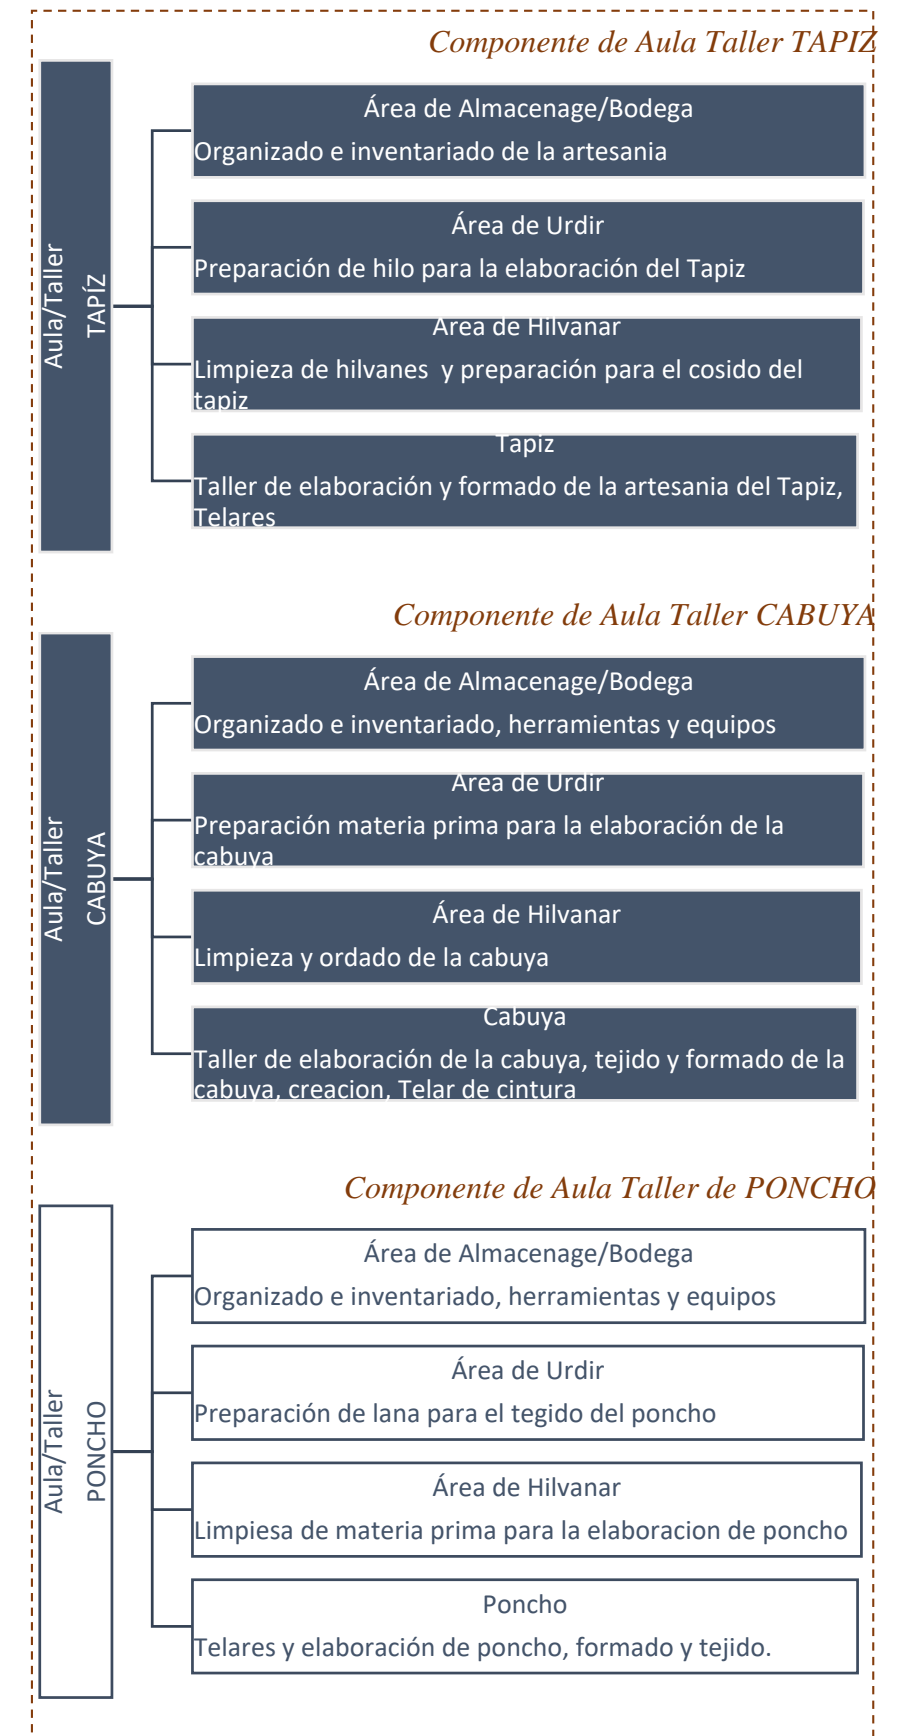 Componente de Aula Taller TAPIZ
Aula/Taller
TAPÍZ
Área de Almacenage/Bodega
Organizado e inventariado de la artesania
Área de Urdir
Preparación de hilo para la elaboración del Tapiz
Área de Hilvanar
Limpieza de hilvanes y preparación para el cosido del
tapiz
Tapiz
Taller de elaboración y formado de la artesania del Tapiz,
Telares
Componente de Aula Taller CABUYA
Aula/Taller
CABUYA
Área de Almacenage/Bodega
Organizado e inventariado, herramientas y equipos
Área de Urdir
Preparación materia prima para la elaboración de la
cabuya
Área de Hilvanar
Limpieza y ordado de la cabuya
Cabuya
Taller de elaboración de la cabuya, tejido y formado de la
cabuya, creacion, Telar de cintura
Componente de Aula Taller de PONCHO
Aula/Taller
PONCHO
Área de Almacenage/Bodega
Organizado e inventariado, herramientas y equipos
Área de Urdir
Preparación de lana para el tegido del poncho
Área de Hilvanar
Limpiesa de materia prima para la elaboracion de poncho
Poncho
Telares y elaboración de poncho, formado y tejido.